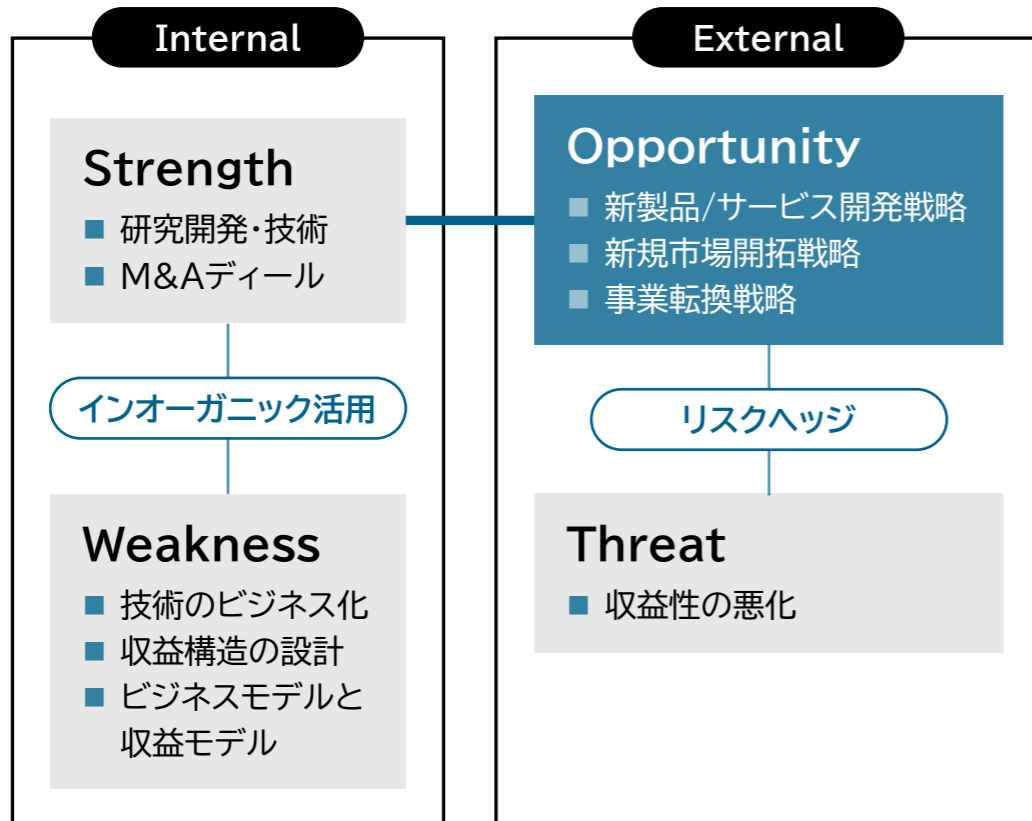 Internal
Strength
研究開発・技術
M&Aディール
インオーガニック活用
Weakness
技術のビジネス化
収益構造の設計
ビジネスモデルと
収益モデル
External
Opportunity
新製品/サービス開発戦略
新規市場開拓戦略
事業転換戦略
リスクヘッジ
Threat
収益性の悪化